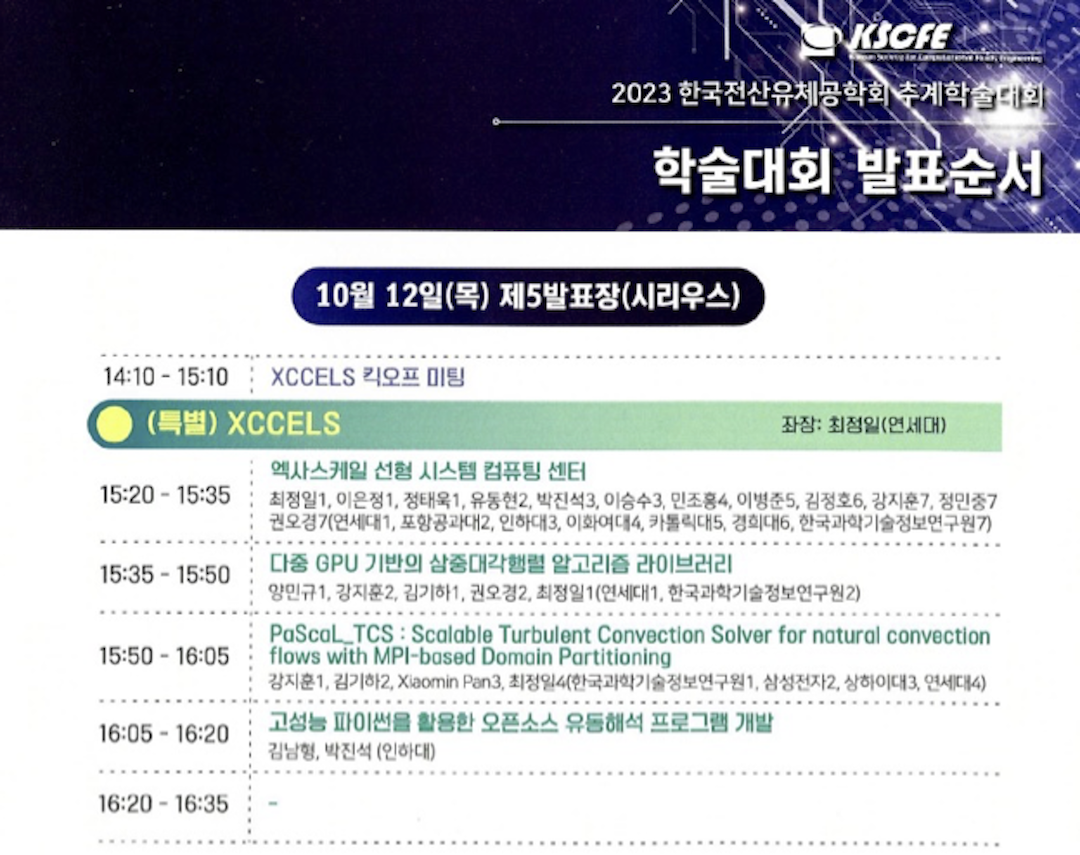 KSCFE
Korean Society for Computational Fluids Engineering
2023 한국전산유체공학회 추계학술대회
학술대회 발표순서
10월 12일(목) 제5발표장(시리우스)
14:10 - 15:10 XCCELS 킥오프 미팅
(특별) XCCELS 좌장: 최정일(연세대)
15:20 - 15:35 엑사스케일 선형 시스템 컴퓨팅 센터
최정일1, 이은정1, 정태욱1, 유동현2, 박진석3, 이승수3, 민조홍4, 이병준5, 김정호6, 강지훈7, 정민중7
권오경7(연세대1, 포항공과대2, 인하대3, 이화여대4, 카톨릭대5, 경희대6, 한국과학기술정보연구원7)
15:35 - 15:50 다중 GPU 기반의 삼중대각행렬 알고리즘 라이브러리
양민규1, 강지훈2, 김기하1, 권오경2, 최정일1(연세대1, 한국과학기술정보연구원2)
15:50 - 16:05 PaScaL_TCS : Scalable Turbulent Convection Solver for natural convection
flows with MPI-based Domain Partitioning
강지훈1, 김기하2, Xiaomin Pan3, 최정일4(한국과학기술정보연구원1, 삼성전자2, 상하이대3, 연세대4)
16:05 - 16:20 고성능 파이썬을 활용한 오픈소스 유동해석 프로그램 개발
김남형, 박진석 (인하대)
16:20 - 16:35 -